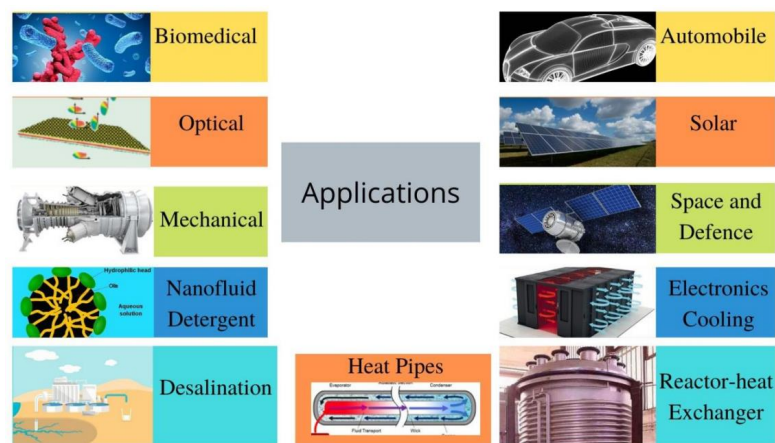 Biomedical
Automobile
Optical
Solar
Applications
Mechanical
Space and
Defence
Hydrophilic head
Oils
Aqueous
solution
Nanofluid
Detergent
Electronics
Cooling
Desalination
Heat Pipes
Evaporator
Condenser
Fluid Transport
Wick
Reactor-heat
Exchanger